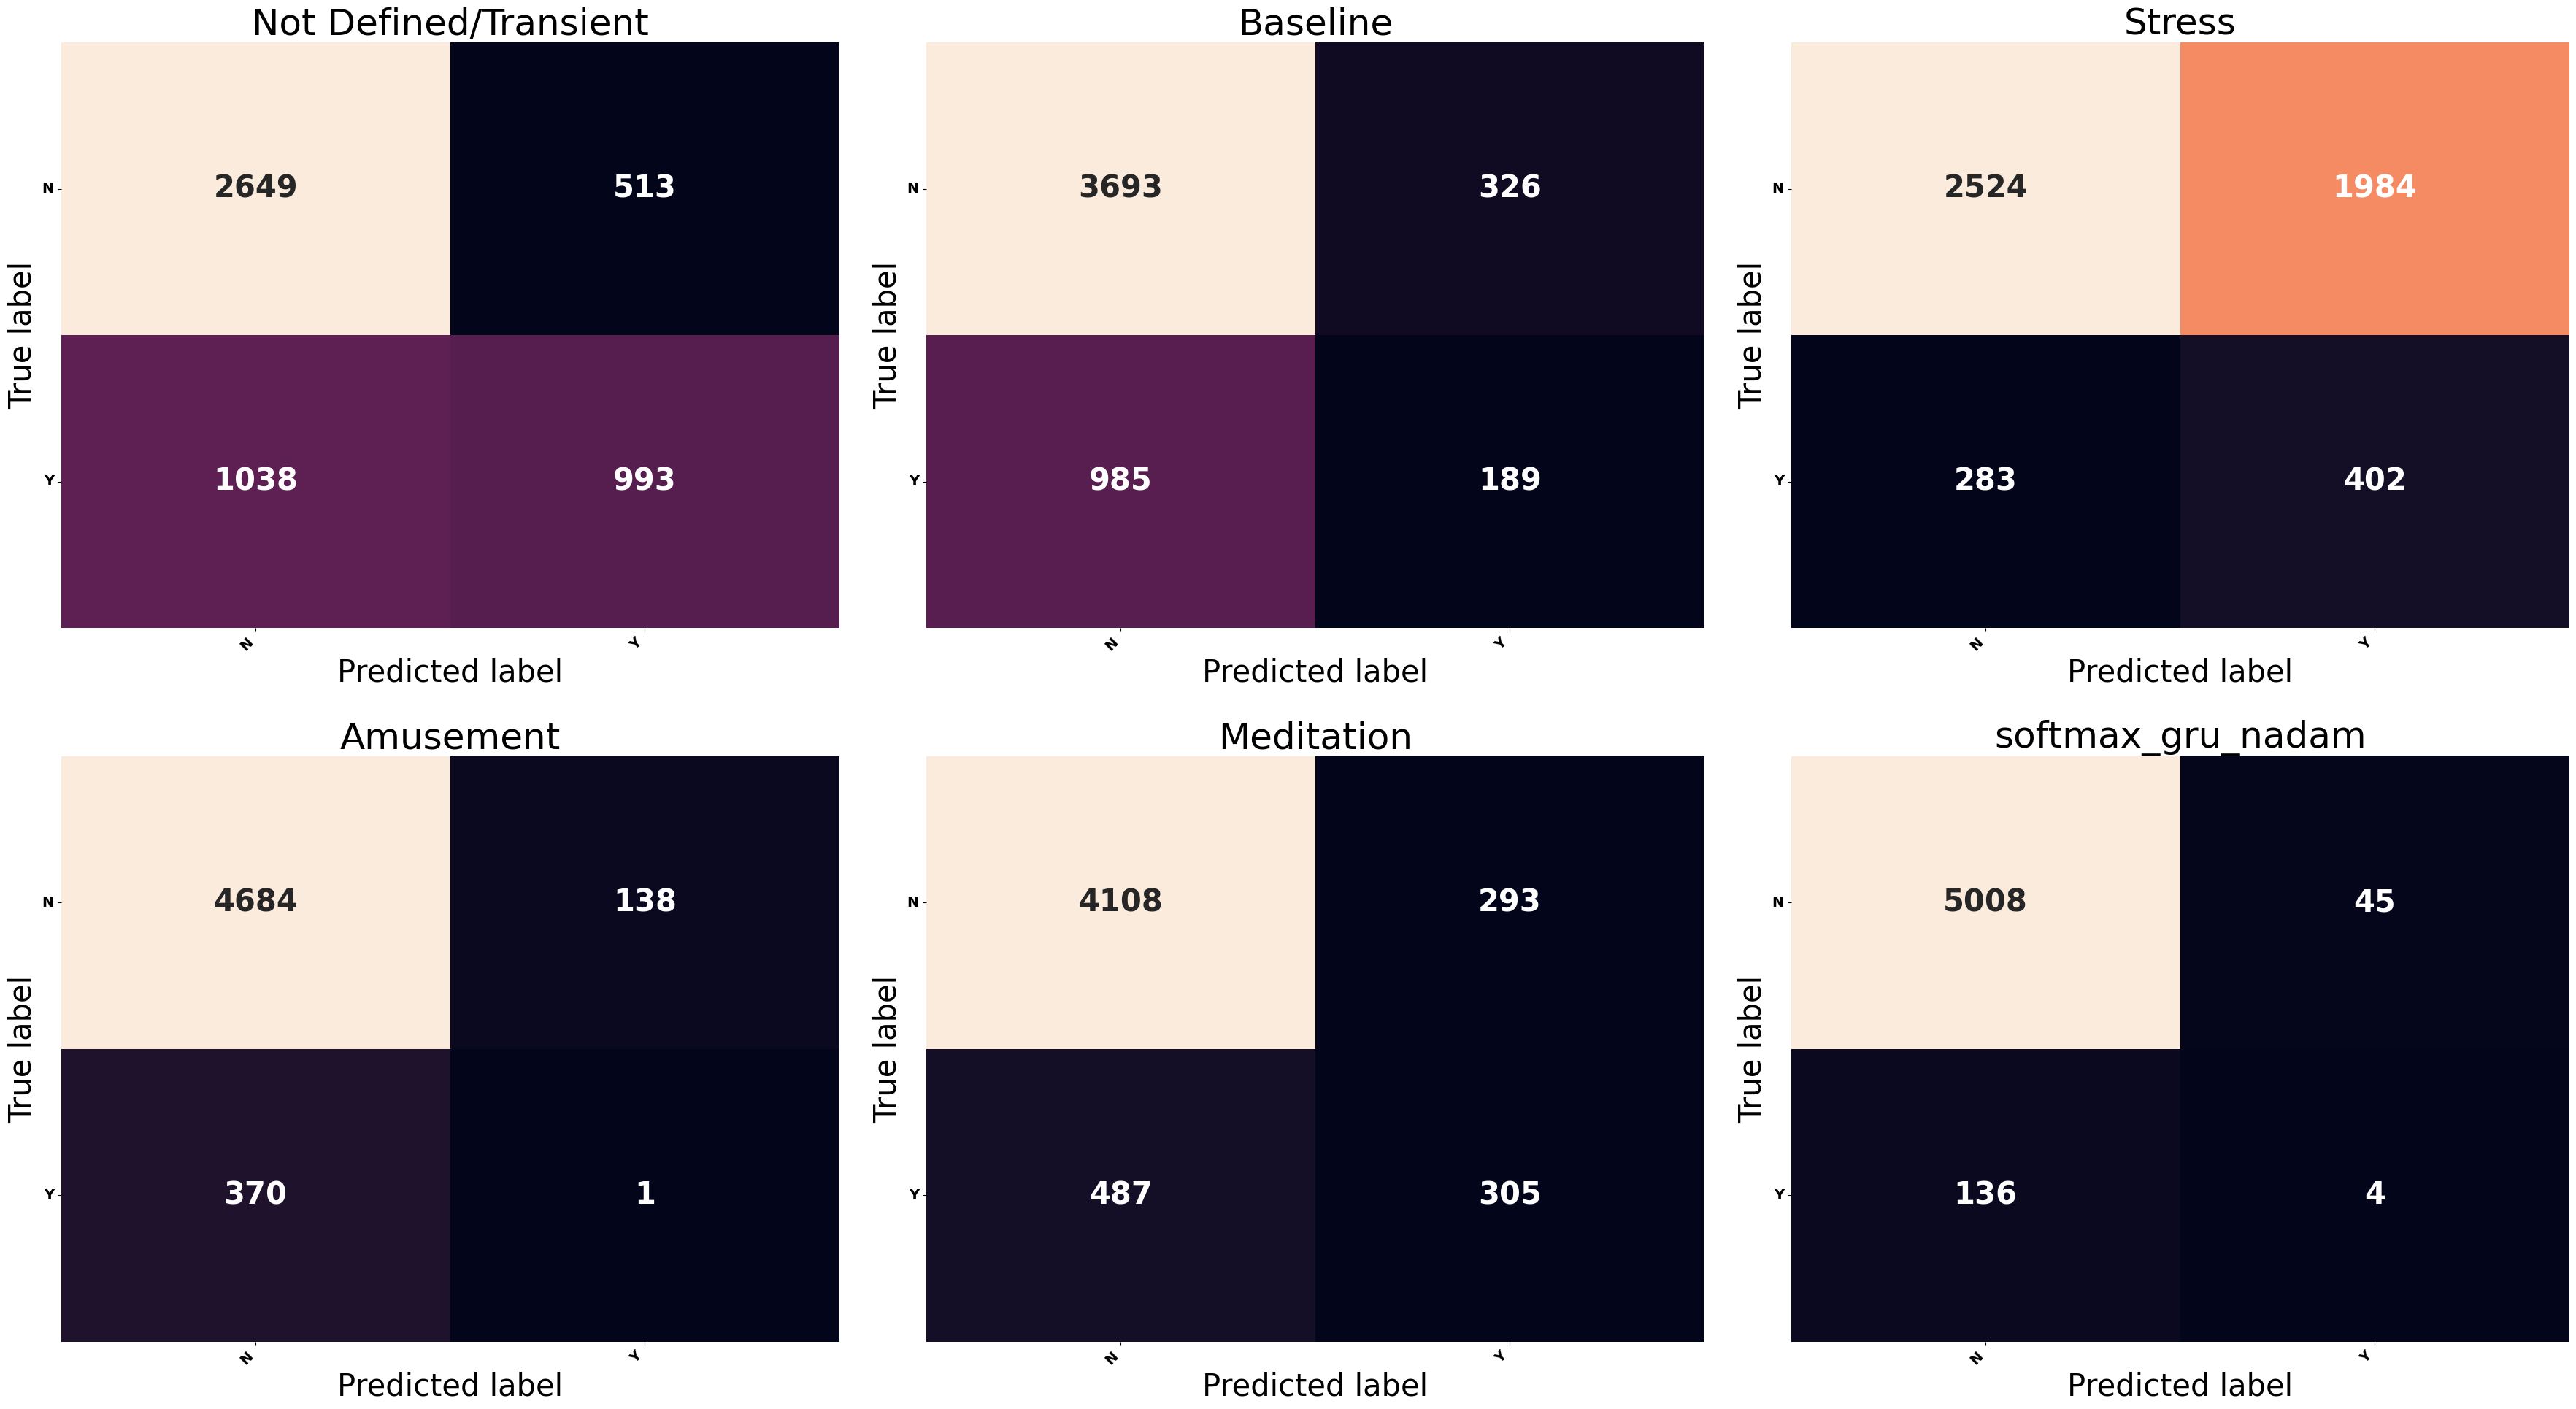 Not Defined/Transient
N
2649
513
True label
Y
1038
993
N
Y
Predicted label
Baseline
N
3693
326
True label
Y
985
189
N
Y
Predicted label
Stress
N
2524
1984
True label
Y
283
402
N
Y
Predicted label
Amusement
N
4684
138
True label
Y
370
1
N
Y
Predicted label
Meditation
N
4108
293
True label
Y
487
305
N
Y
Predicted label
softmax_gru_nadam
N
5008
45
True label
Y
136
4
N
Y
Predicted label